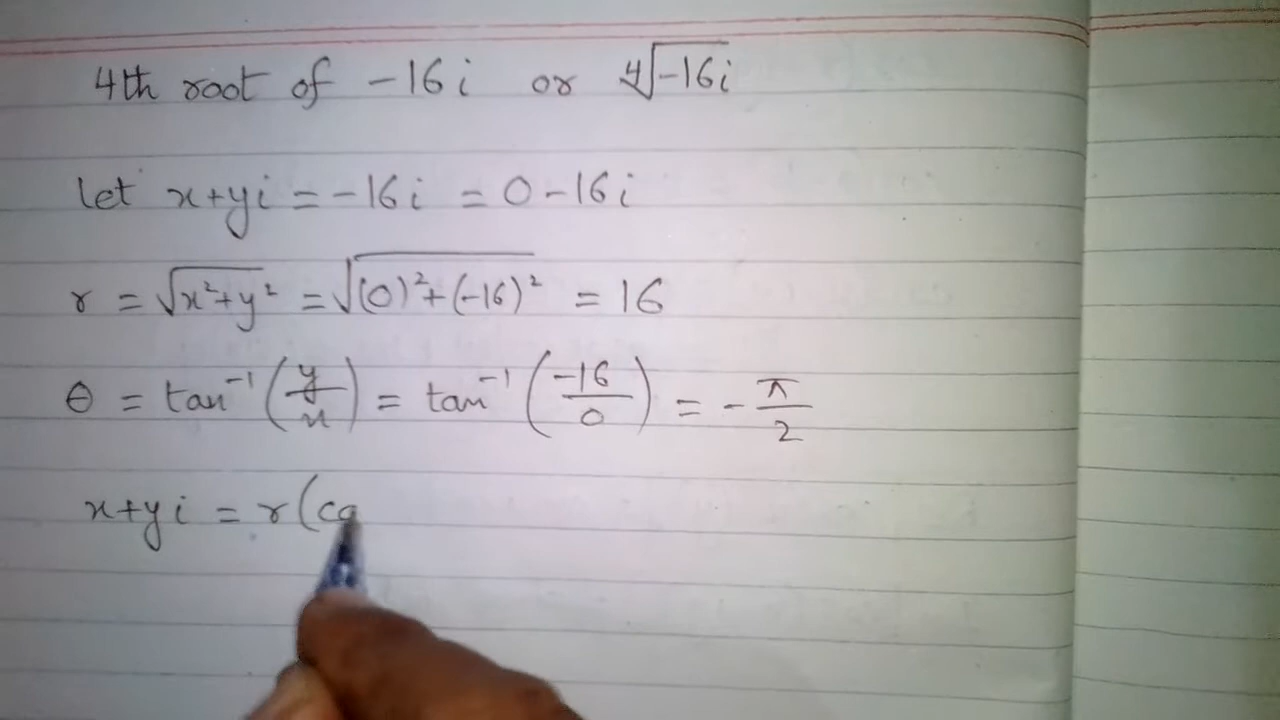 4th root of -16i or ∜-16i
let x+yi = -16i = 0-16i
r = √x²+y² = √(0)²+(-16)² = 16
θ = tan⁻¹(y/x) = tan⁻¹(-16/0) = -π/2
x+yi = r(co